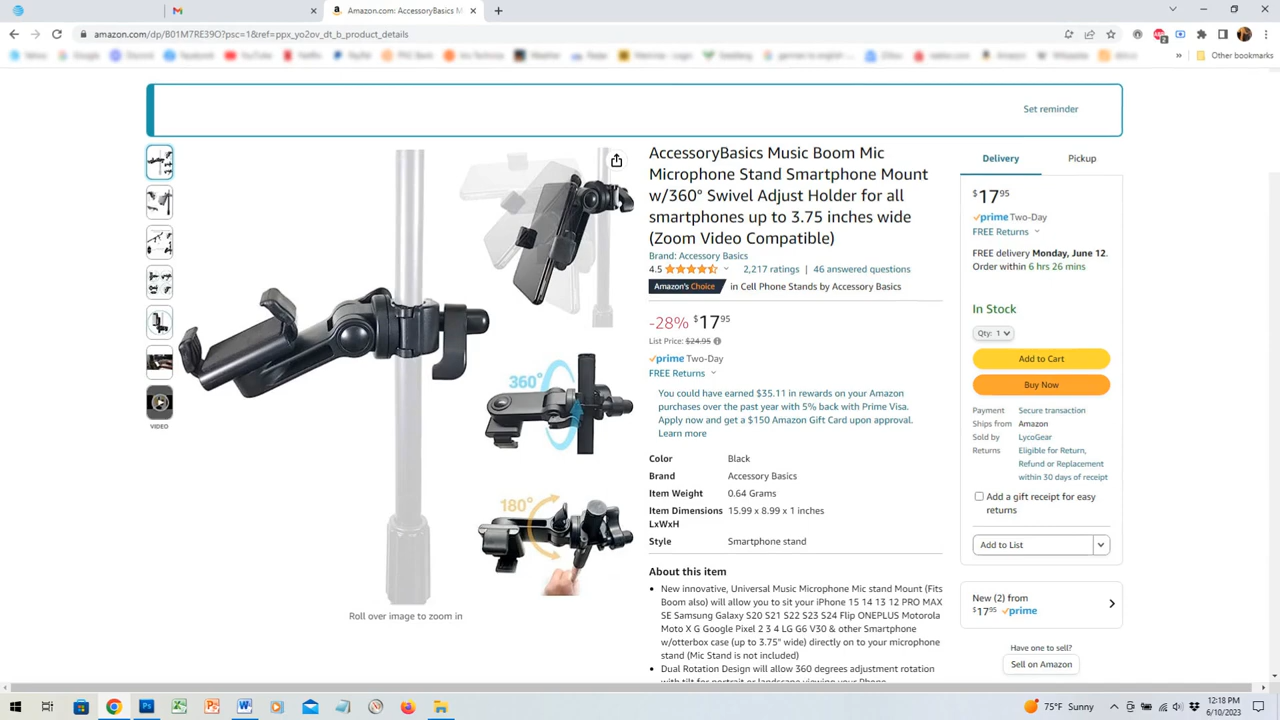 Amazon.com: AccessoryBasics M
amazon.com/dp/B01M7RE39O?psc=1&ref=ppx_yo2ov_dt_b_product_details
Other bookmarks
Set reminder
AccessoryBasics Music Boom Mic
Microphone Stand Smartphone Mount
w/360° Swivel Adjust Holder for all
smartphones up to 3.75 inches wide
(Zoom Video Compatible)
Brand: Accessory Basics
4.5 2,217 ratings | 46 answered questions
Amazon's Choice in Cell Phone Stands by Accessory Basics
-28% $17 95
List Price: $24.95
prime Two-Day
FREE Returns
You could have earned $35.11 in rewards on your Amazon
purchases over the past year with 5% back with Prime Visa.
Apply now and get a $150 Amazon Gift Card upon approval.
Learn more
Color Black
Brand Accessory Basics
Item Weight 0.64 Grams
Item Dimensions 15.99 x 8.99 x 1 inches
LxWxH
Style Smartphone stand
About this item
• New innovative, Universal Music Microphone Mic stand Mount (Fits
Boom also) will allow you to sit your iPhone 15 14 13 12 PRO MAX
SE Samsung Galaxy S20 S21 S22 S23 S24 Flip ONEPLUS Motorola
Moto X G Google Pixel 2 3 4 LG G6 V30 & other Smartphone
w/otterbox case (up to 3.75" wide) directly on to your microphone
stand (Mic Stand is not included)
• Dual Rotation Design will allow 360 degrees adjustment rotation
with tilt for portrait or landscape viewing your Phone
360°
180°
VIDEO
Roll over image to zoom in
Delivery Pickup
$17 95
prime Two-Day
FREE Returns
FREE delivery Monday, June 12.
Order within 6 hrs 26 mins
In Stock
Qty: 1
Add to Cart
Buy Now
Payment Secure transaction
Ships from Amazon
Sold by LycoGear
Returns Eligible for Return,
Refund or Replacement
within 30 days of receipt
Add a gift receipt for easy
returns
Add to List
New (2) from
$17 95 prime
Have one to sell?
Sell on Amazon
75°F Sunny
12:18 PM
6/10/2023